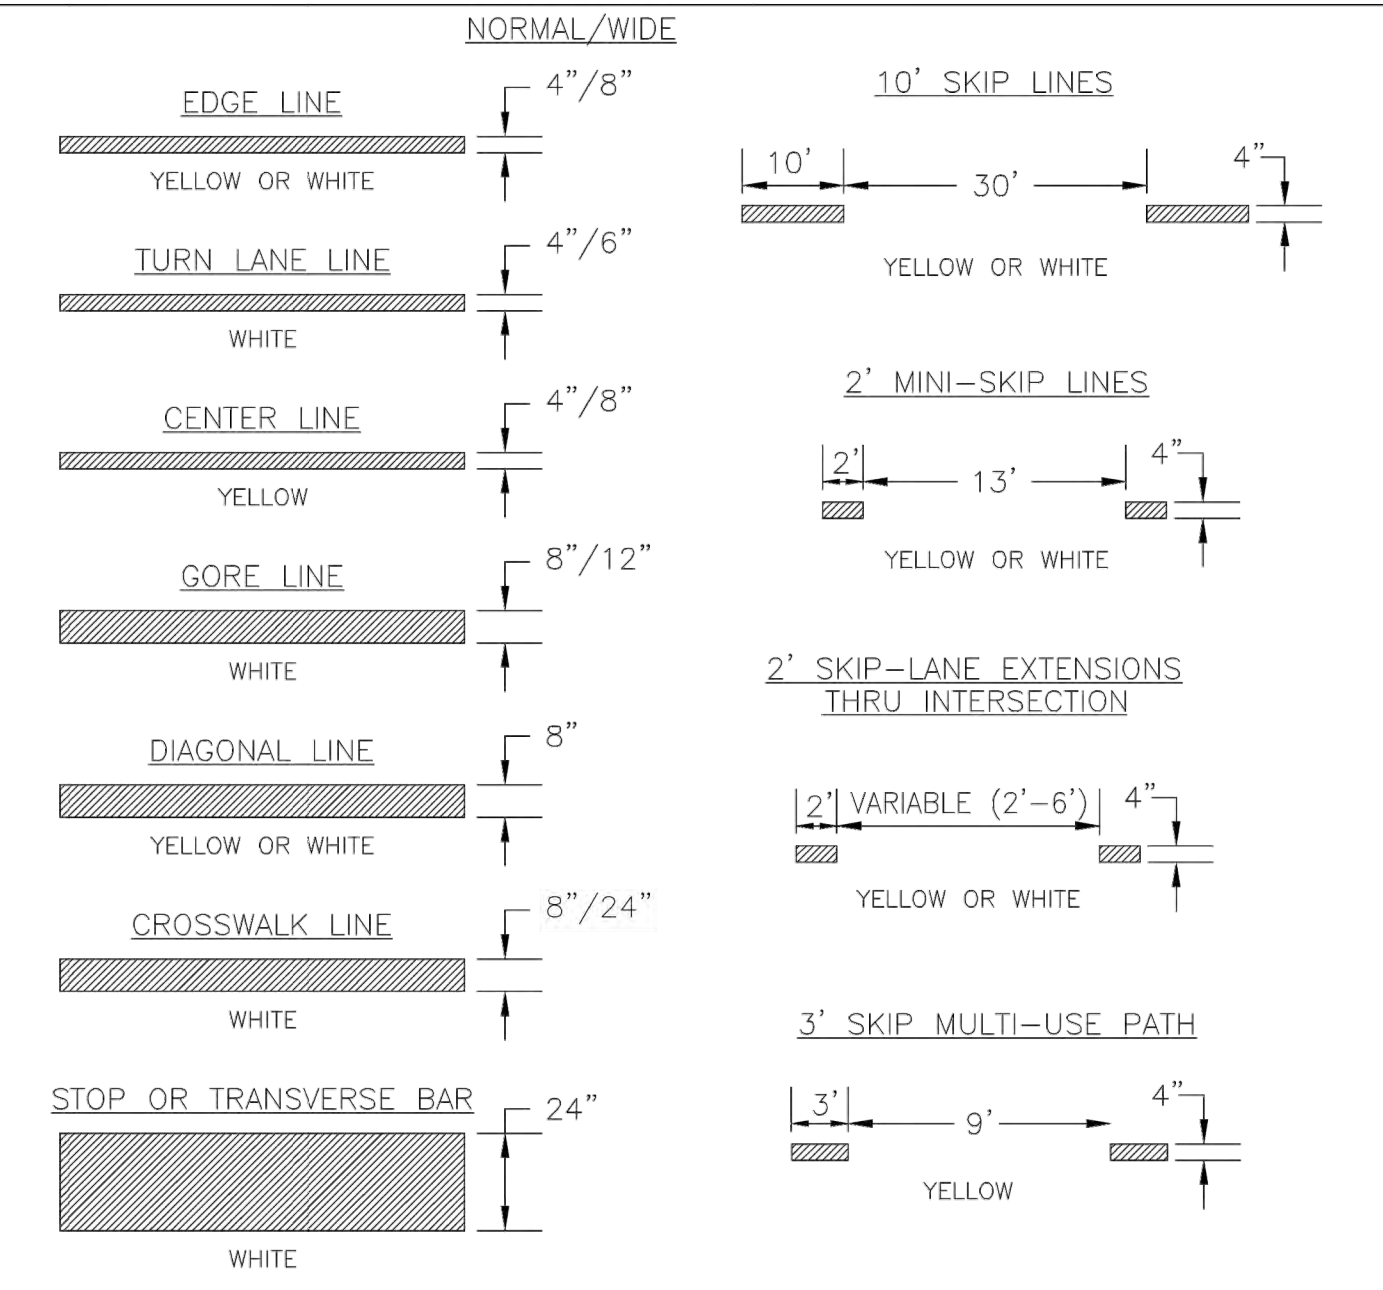 NORMAL/WIDE
EDGE LINE
4"/8"
YELLOW OR WHITE
TURN LANE LINE
4"/6"
WHITE
CENTER LINE
4"/8"
YELLOW
GORE LINE
8"/12"
WHITE
DIAGONAL LINE
8"
YELLOW OR WHITE
CROSSWALK LINE
8"/24"
WHITE
STOP OR TRANSVERSE BAR
24"
WHITE
10' SKIP LINES
10'
30'
4"
YELLOW OR WHITE
2' MINI-SKIP LINES
2'
13'
4"
YELLOW OR WHITE
2' SKIP-LANE EXTENSIONS
THRU INTERSECTION
2'
VARIABLE (2'-6')
4"
YELLOW OR WHITE
3' SKIP MULTI-USE PATH
3'
9'
4"
YELLOW